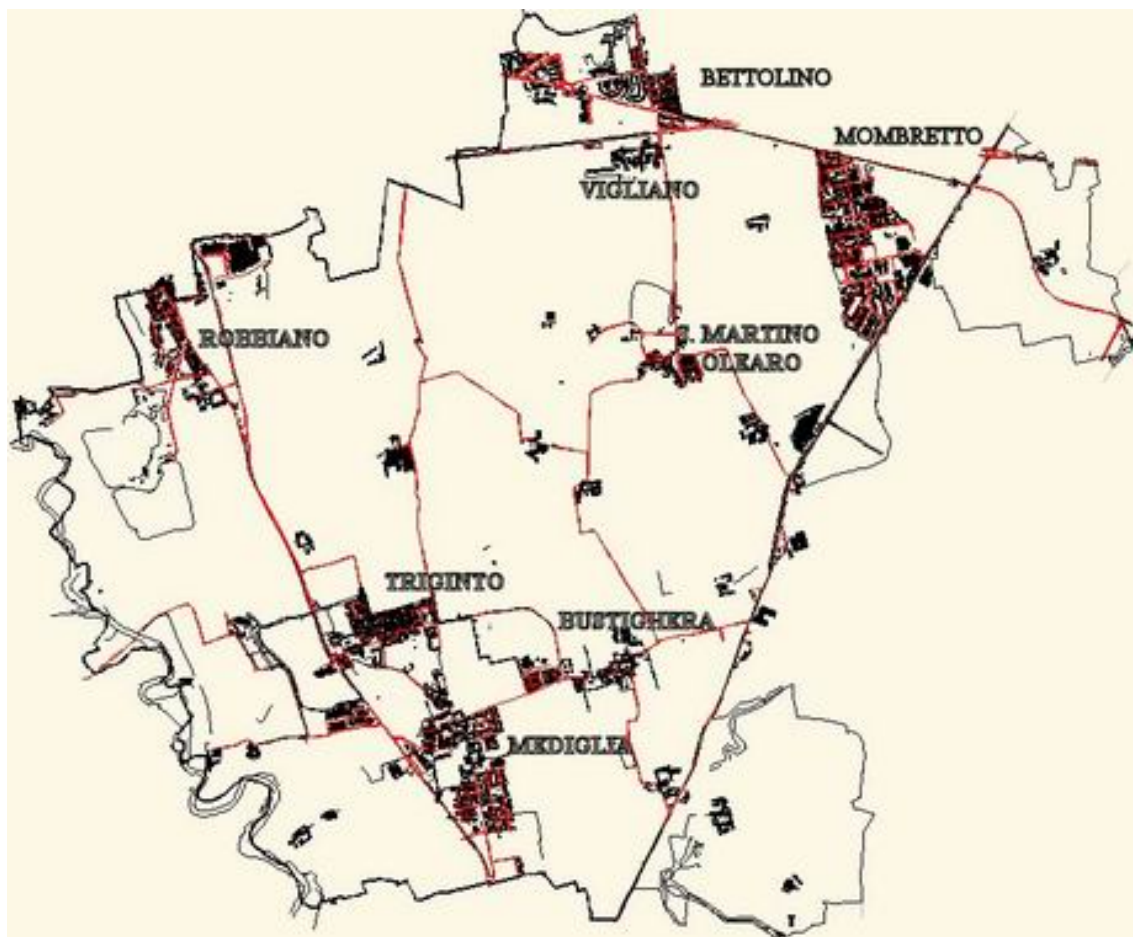 BETTOLINO
MOMBRETTO
VIGLIANO
ROBBIANO
S. MARTINO
OLEARO
TRIGINTO
BUSTIGHERA
MEDIGLIA